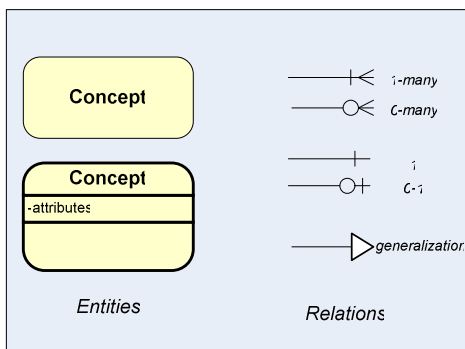 Concept
Concept
-attributes
Entities
1-many
0-many
1
0-1
generalization
Relations